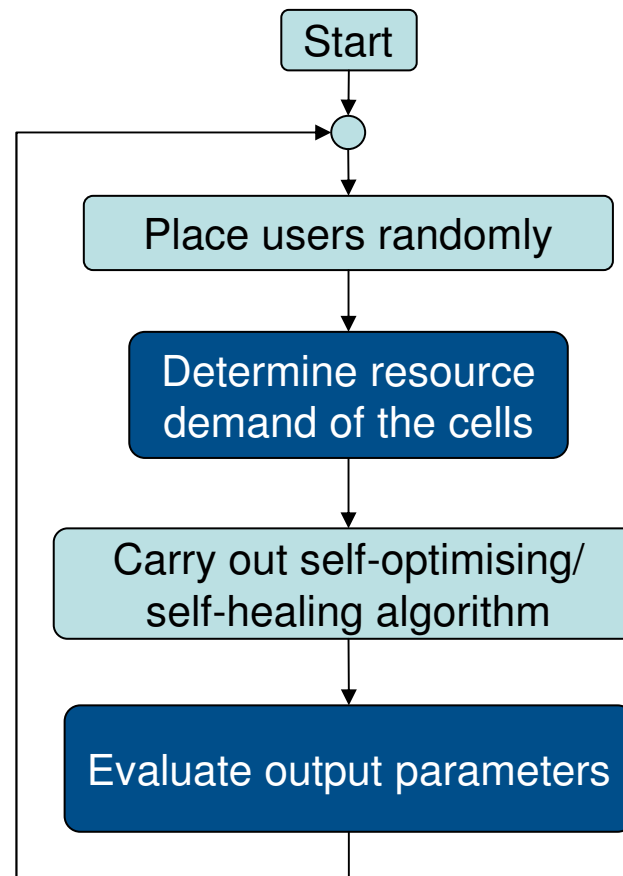 Start
Place users randomly
Determine resource
demand of the cells
Carry out self-optimising/
self-healing algorithm
Evaluate output parameters